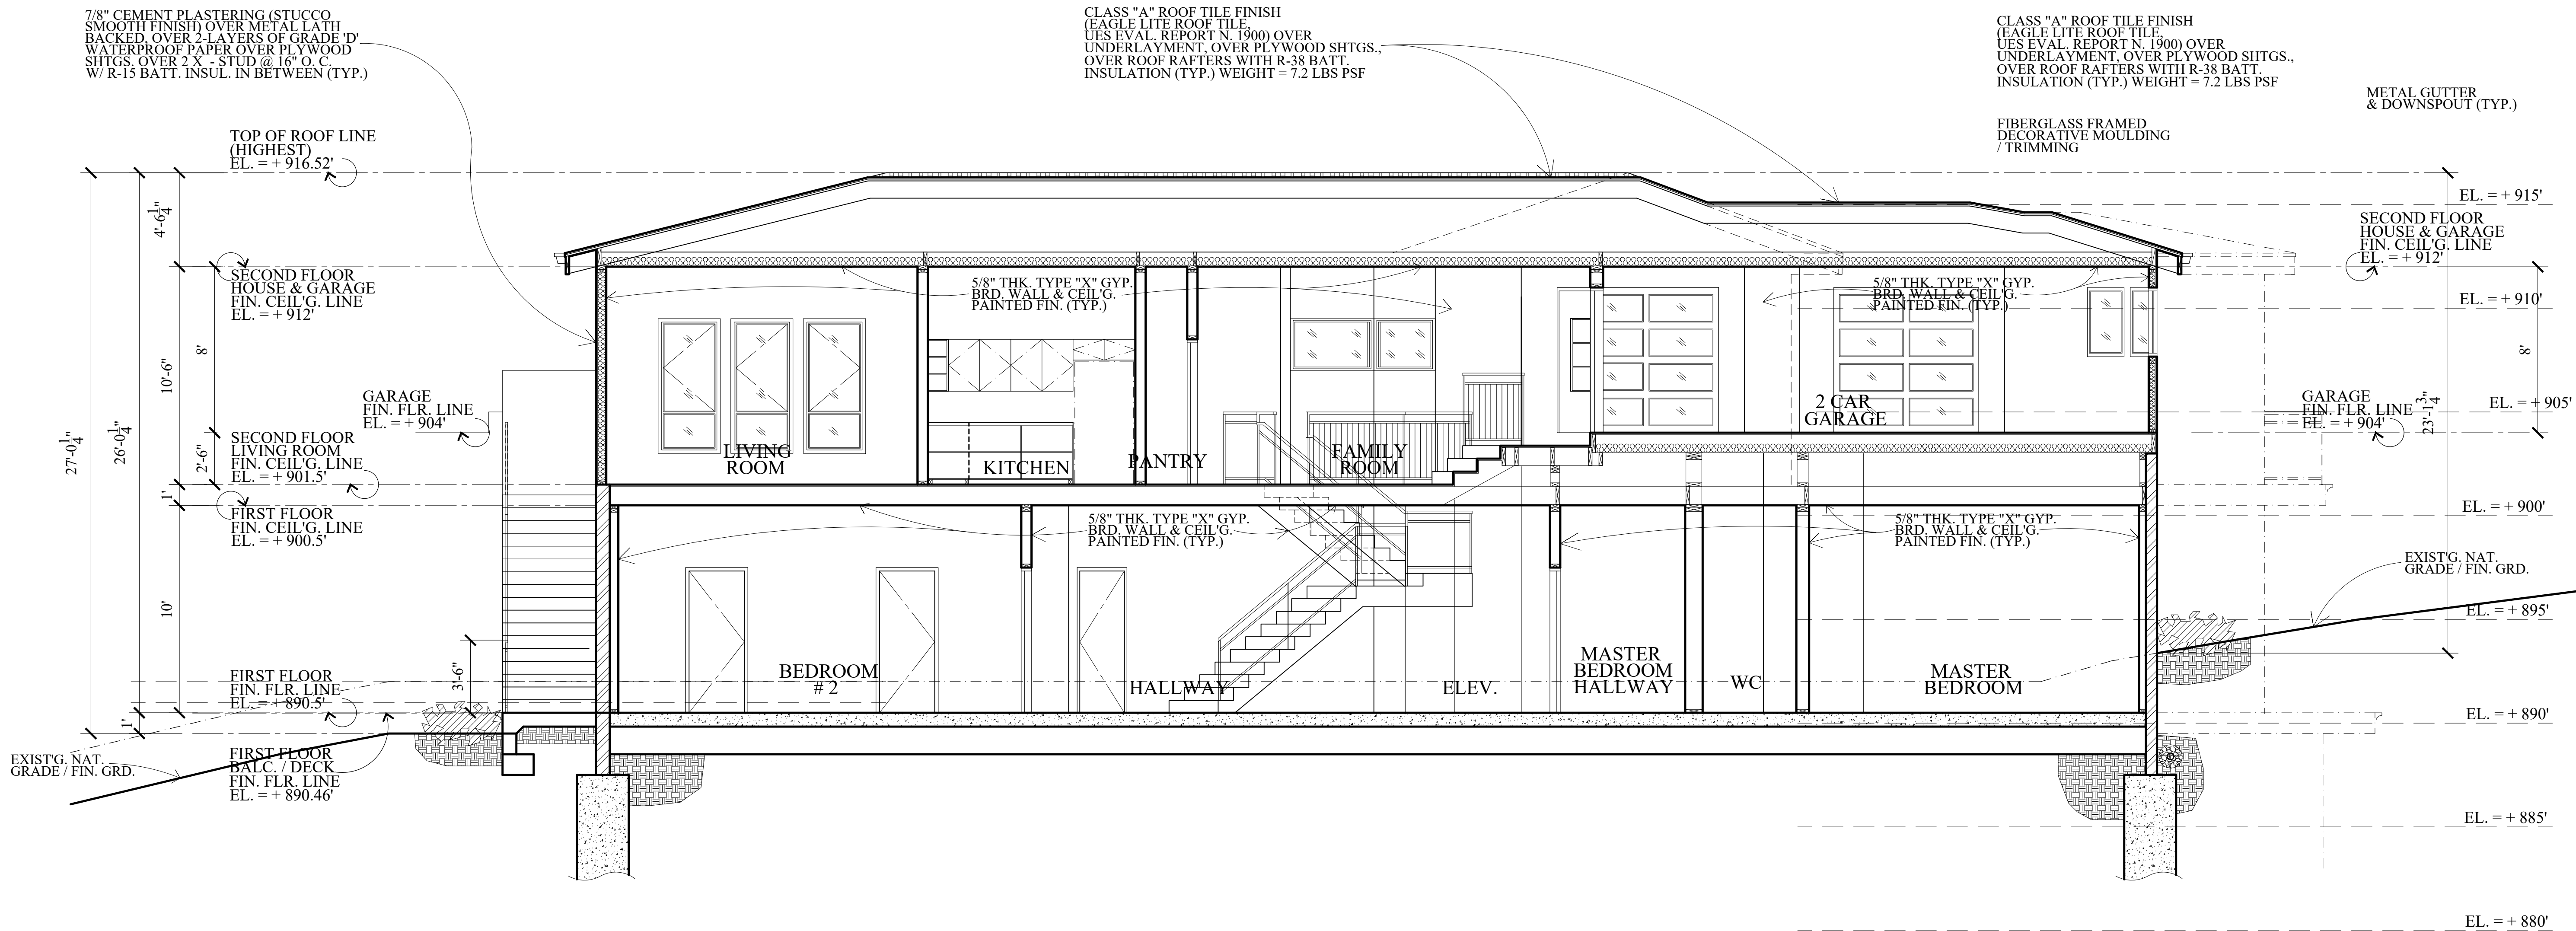 7/8" CEMENT PLASTERING (STUCCO
SMOOTH FINISH) OVER METAL LATH
BACKED, OVER 2-LAYERS OF GRADE 'D'
WATERPROOF PAPER OVER PLYWOOD
SHTGS. OVER 2 X - STUD @ 16" O. C.
W/ R-15 BATT. INSUL. IN BETWEEN (TYP.)
CLASS "A" ROOF TILE FINISH
(EAGLE LITE ROOF TILE,
UES EVAL. REPORT N. 1900) OVER
UNDERLAYMENT, OVER PLYWOOD SHTGS.,
OVER ROOF RAFTERS WITH R-38 BATT.
INSULATION (TYP.) WEIGHT = 7.2 LBS PSF
CLASS "A" ROOF TILE FINISH
(EAGLE LITE ROOF TILE,
UES EVAL. REPORT N. 1900) OVER
UNDERLAYMENT, OVER PLYWOOD SHTGS.,
OVER ROOF RAFTERS WITH R-38 BATT.
INSULATION (TYP.) WEIGHT = 7.2 LBS PSF
METAL GUTTER
& DOWNSPOUT (TYP.)
FIBERGLASS FRAMED
DECORATIVE MOULDING
/ TRIMMING
TOP OF ROOF LINE
(HIGHEST)
EL. = + 916.52'
4'-6 1/4"
EL. = + 915'
SECOND FLOOR
HOUSE & GARAGE
FIN. CEIL'G. LINE
EL. = + 912'
SECOND FLOOR
HOUSE & GARAGE
FIN. CEIL'G. LINE
EL. = + 912'
5/8" THK. TYPE "X" GYP.
BRD. WALL & CEIL'G.
PAINTED FIN. (TYP.)
5/8" THK. TYPE "X" GYP.
BRD. WALL & CEIL'G.
PAINTED FIN. (TYP.)
EL. = + 910'
8'
8'
10'-6"
27'-0 1/4"
26'-0 1/4"
GARAGE
FIN. FLR. LINE
EL. = + 904'
2 CAR
GARAGE
GARAGE
FIN. FLR. LINE
EL. = + 904'
23'-1 3/4"
EL. = + 905'
SECOND FLOOR
LIVING ROOM
FIN. CEIL'G. LINE
EL. = + 901.5'
2'-6"
LIVING
ROOM
KITCHEN
PANTRY
FAMILY
ROOM
1'
FIRST FLOOR
FIN. CEIL'G. LINE
EL. = + 900.5'
5/8" THK. TYPE "X" GYP.
BRD. WALL & CEIL'G.
PAINTED FIN. (TYP.)
5/8" THK. TYPE "X" GYP.
BRD. WALL & CEIL'G.
PAINTED FIN. (TYP.)
EL. = + 900'
EXIST'G. NAT.
GRADE / FIN. GRD.
10'
EL. = + 895'
3'-6"
FIRST FLOOR
FIN. FLR. LINE
EL. = + 890.5'
BEDROOM
# 2
HALLWAY
ELEV.
MASTER
BEDROOM
HALLWAY
WC
MASTER
BEDROOM
EL. = + 890'
1'
EXIST'G. NAT.
GRADE / FIN. GRD.
FIRST FLOOR
BALC. / DECK
FIN. FLR. LINE
EL. = + 890.46'
EL. = + 885'
EL. = + 880'